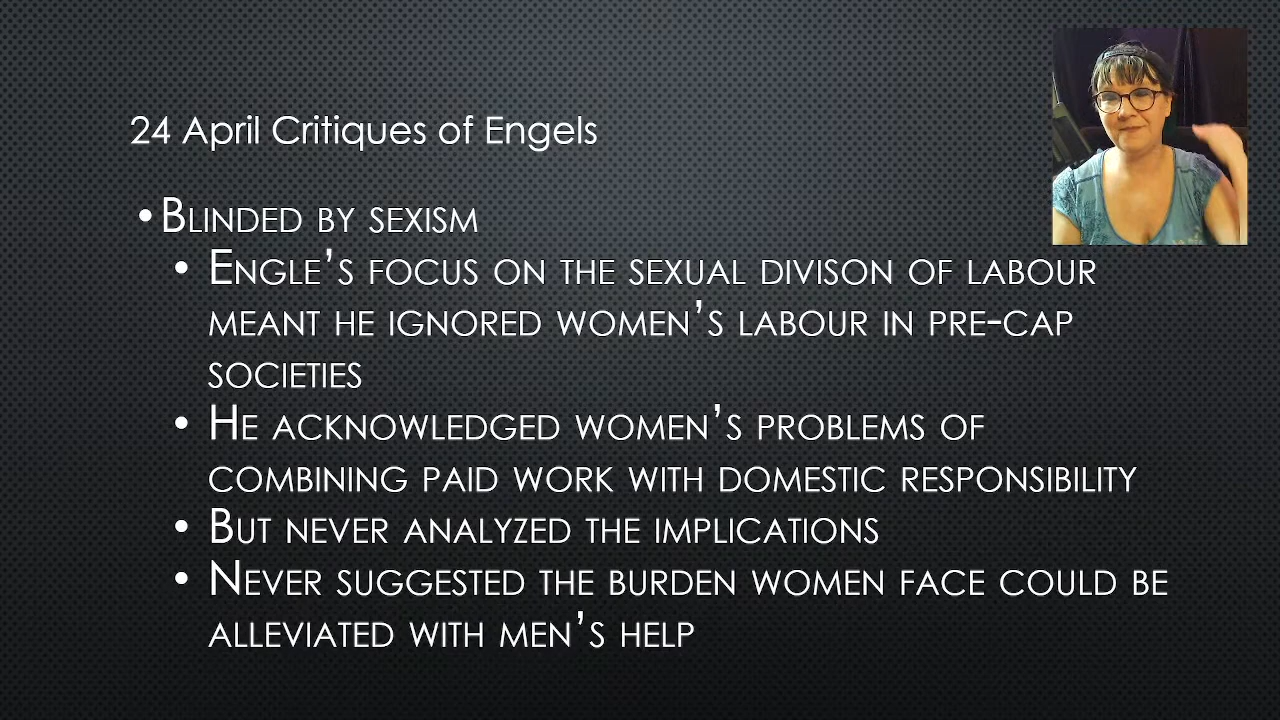 24 April Critiques of Engels
• Blinded by sexism
• Engle's focus on the sexual divison of labour
meant he ignored women's labour in pre-cap
societies
• He acknowledged women's problems of
combining paid work with domestic responsibility
• But never analyzed the implications
• Never suggested the burden women face could be
alleviated with men's help